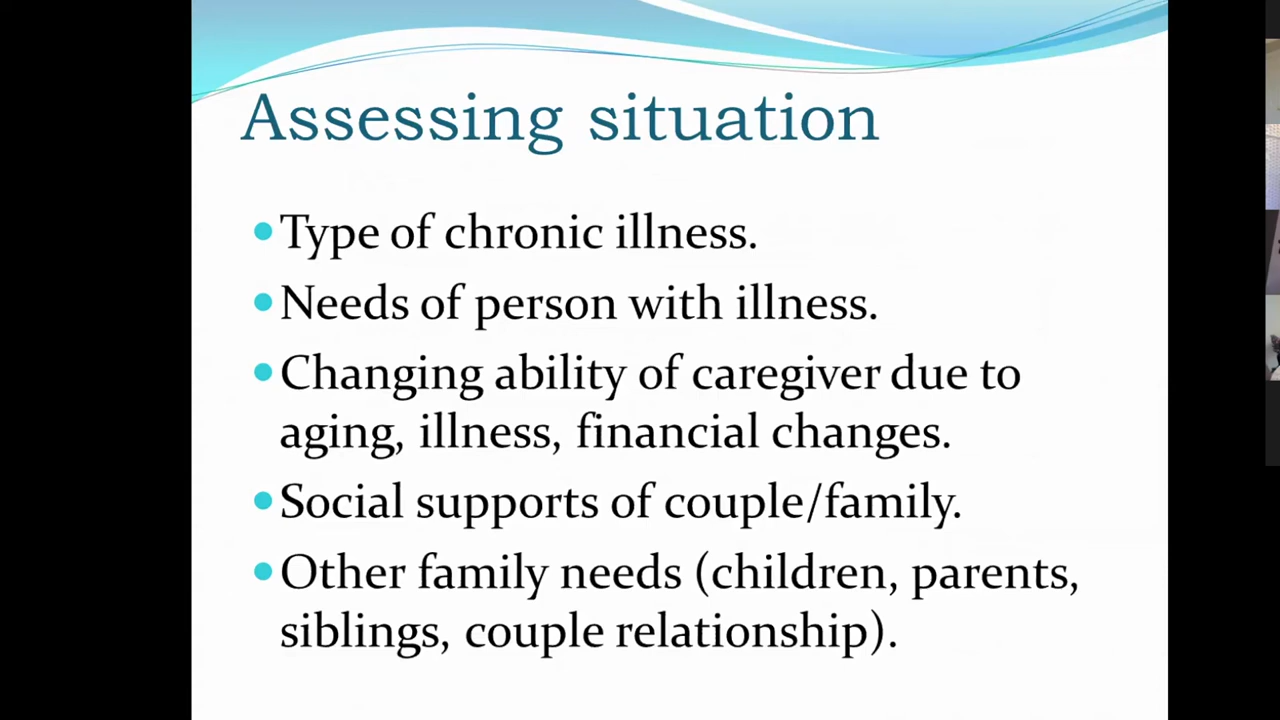 Assessing situation
Type of chronic illness.
Needs of person with illness.
Changing ability of caregiver due to
aging, illness, financial changes.
Social supports of couple/family.
Other family needs (children, parents,
siblings, couple relationship).